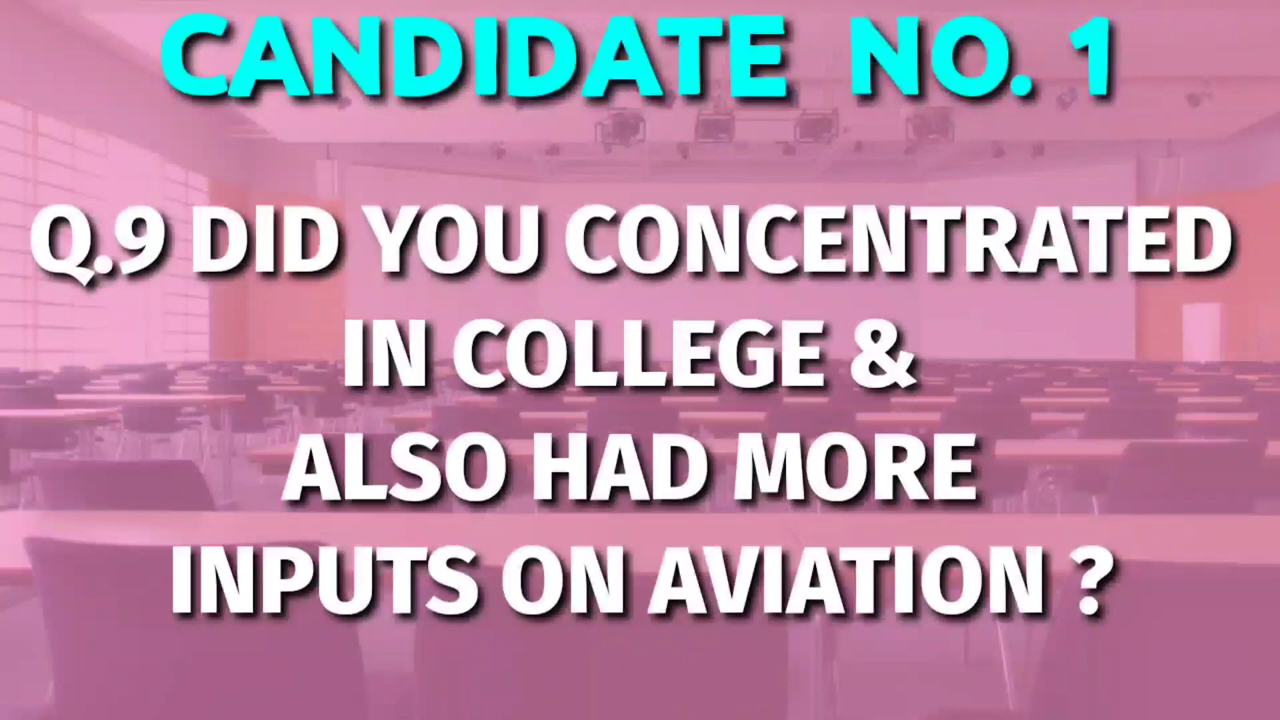 CANDIDATE NO. 1
Q.9 DID YOU CONCENTRATED
IN COLLEGE &
ALSO HAD MORE
INPUTS ON AVIATION ?